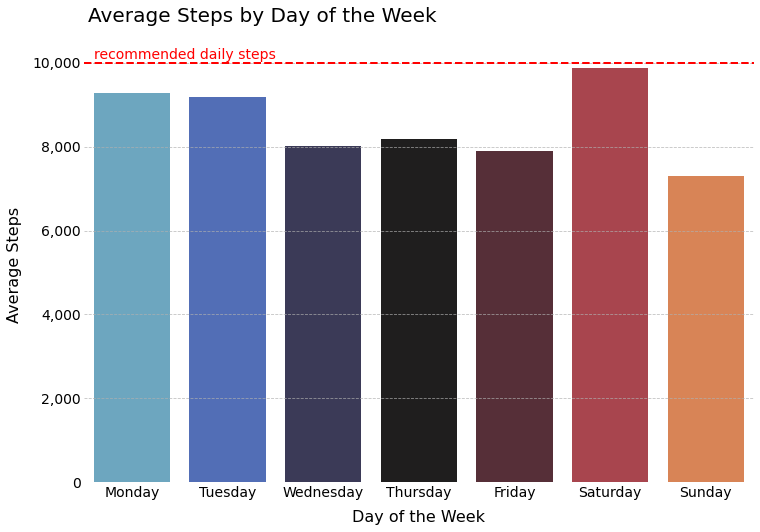 Average Steps by Day of the Week
recommended daily steps
10,000
8,000
6,000
4,000
2,000
0
Average Steps
Monday Tuesday Wednesday Thursday Friday Saturday Sunday
Day of the Week